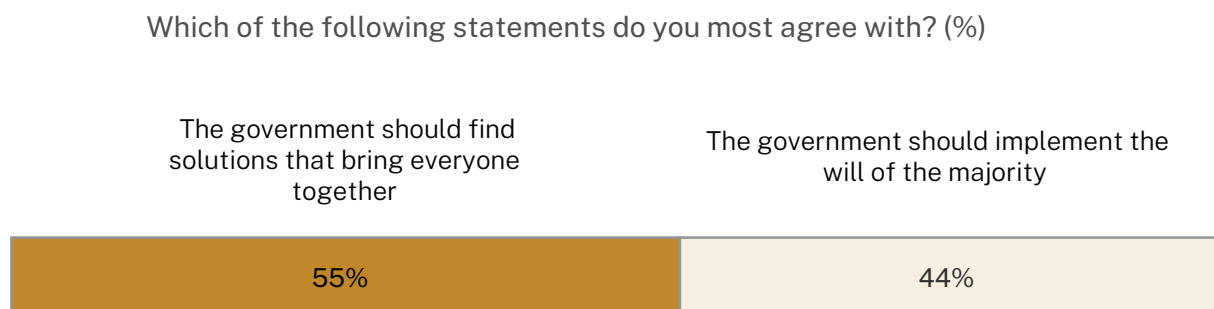 Which of the following statements do you most agree with? (%)
The government should find
solutions that bring everyone
together
The government should implement the
will of the majority
55%
44%